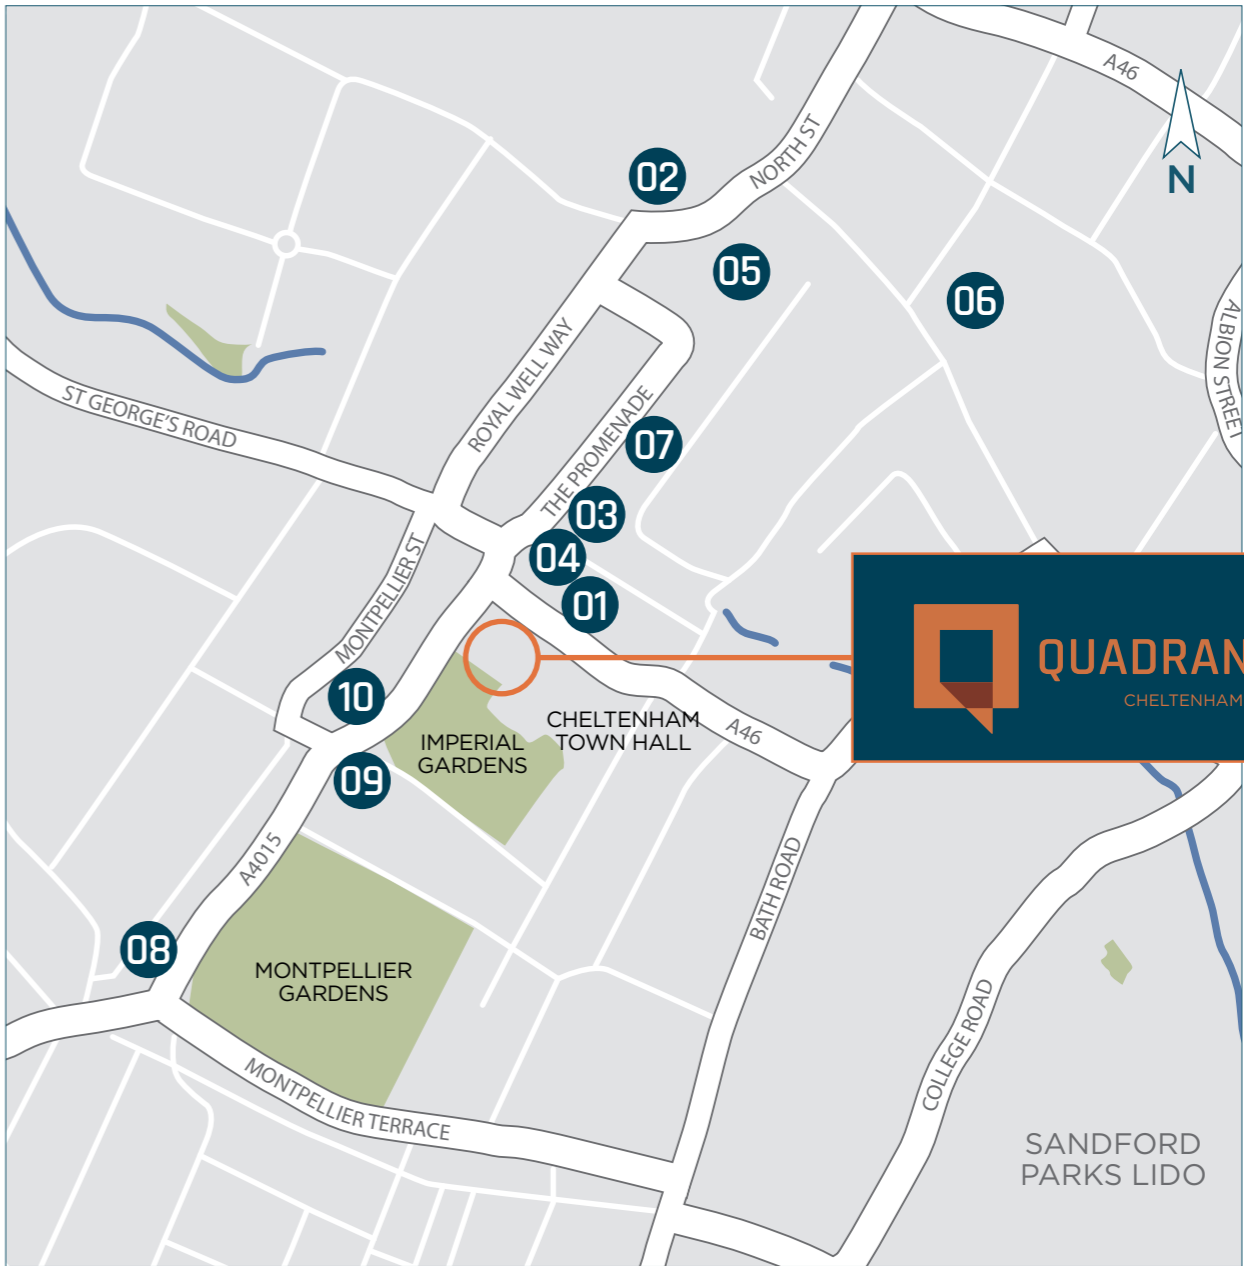 A46
NORTH ST
N
02
05
06
ALBION STREET
ROYAL WELL WAY
ST GEORGE'S ROAD
THE PROMENADE
07
03
04
01
MONTPELLIER ST
QUADRAN
CHELTENHAM
10
CHELTENHAM
TOWN HALL
A46
IMPERIAL
GARDENS
09
A4015
BATH ROAD
08
MONTPELLIER
GARDENS
COLLEGE ROAD
MONTPELLIER TERRACE
SANDFORD
PARKS LIDO